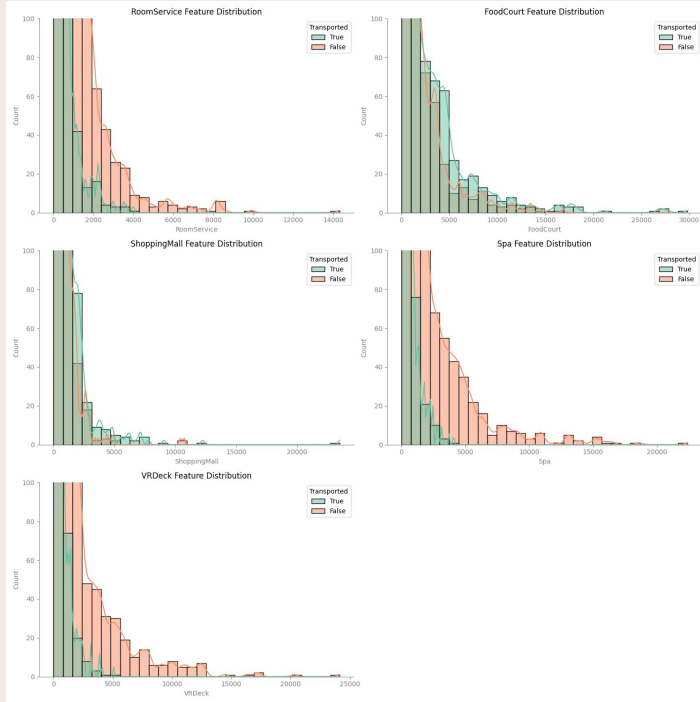 RoomService Feature Distribution
Transported
True
False
100
80
60
40
20
0
Count
0 2000 4000 6000 8000 10000 12000 14000
RoomService
FoodCourt Feature Distribution
Transported
True
False
100
80
60
40
20
0
Count
0 5000 10000 15000 20000 25000 30000
FoodCourt
ShoppingMall Feature Distribution
Transported
True
False
100
80
60
40
20
0
Count
0 5000 10000 15000 20000
ShoppingMall
Spa Feature Distribution
Transported
True
False
100
80
60
40
20
0
Count
0 5000 10000 15000 20000
Spa
VRDeck Feature Distribution
Transported
True
False
100
80
60
40
20
0
Count
0 5000 10000 15000 20000 25000
VRDeck